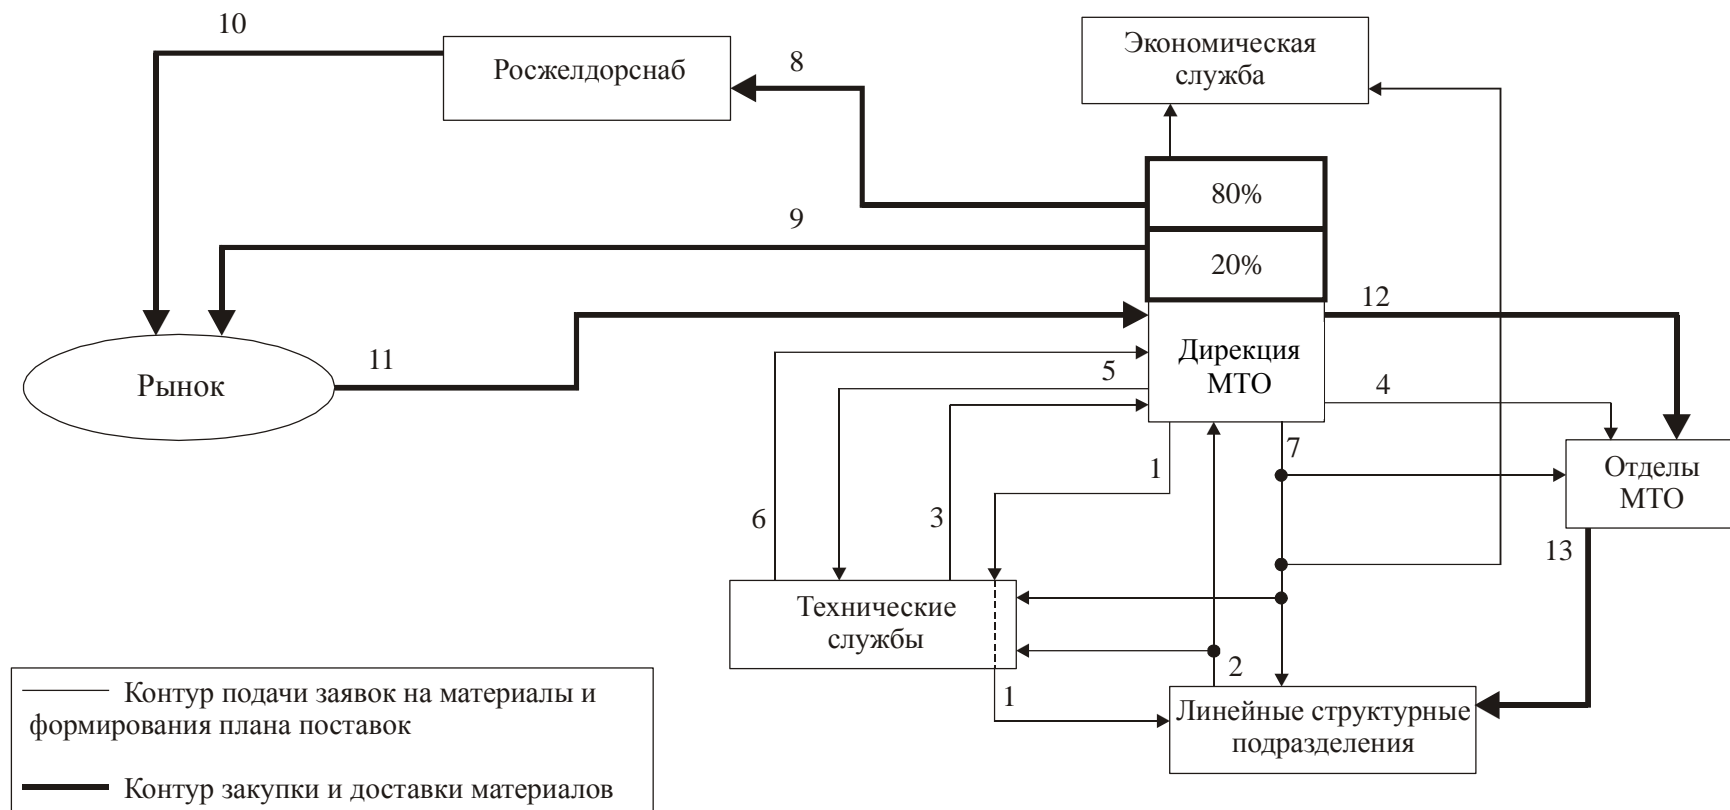 10
Росжелдорснаб
8
Экономическая
служба
80%
9
20%
12
11
Рынок
Дирекция
МТО
5
4
7
1
Отделы
МТО
6
3
13
Технические
службы
2
1
Линейные структурные
подразделения
Контур подачи заявок на материалы и
формирования плана поставок
Контур закупки и доставки материалов